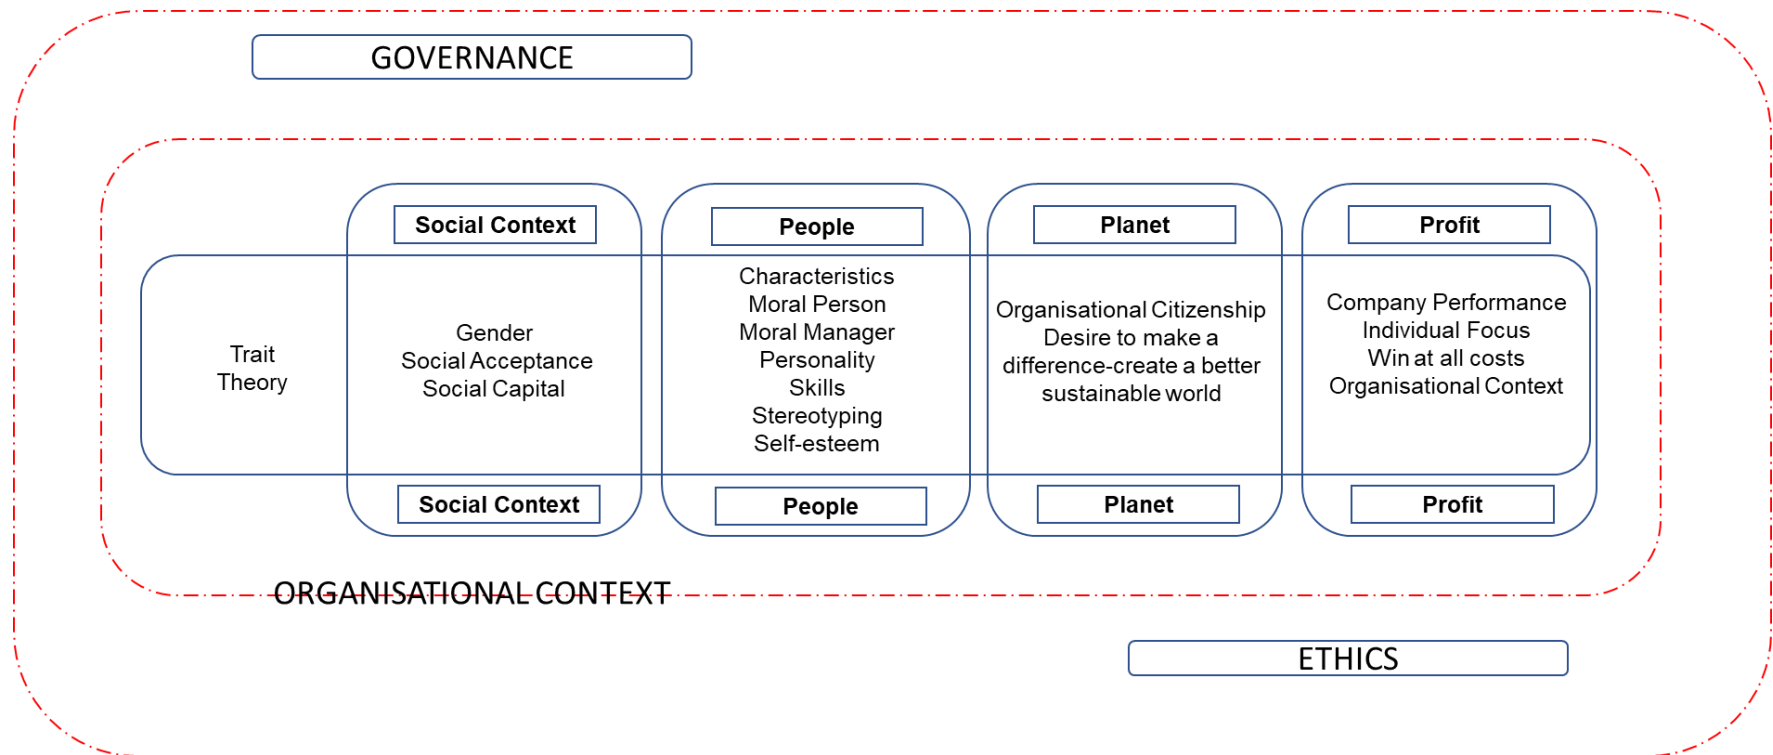 GOVERNANCE
Social Context
People
Planet
Profit
Trait
Theory
Gender
Social Acceptance
Social Capital
Characteristics
Moral Person
Moral Manager
Personality
Skills
Stereotyping
Self-esteem
Organisational Citizenship
Desire to make a
difference-create a better
sustainable world
Company Performance
Individual Focus
Win at all costs
Organisational Context
Social Context
People
Planet
Profit
ORGANISATIONAL CONTEXT
ETHICS